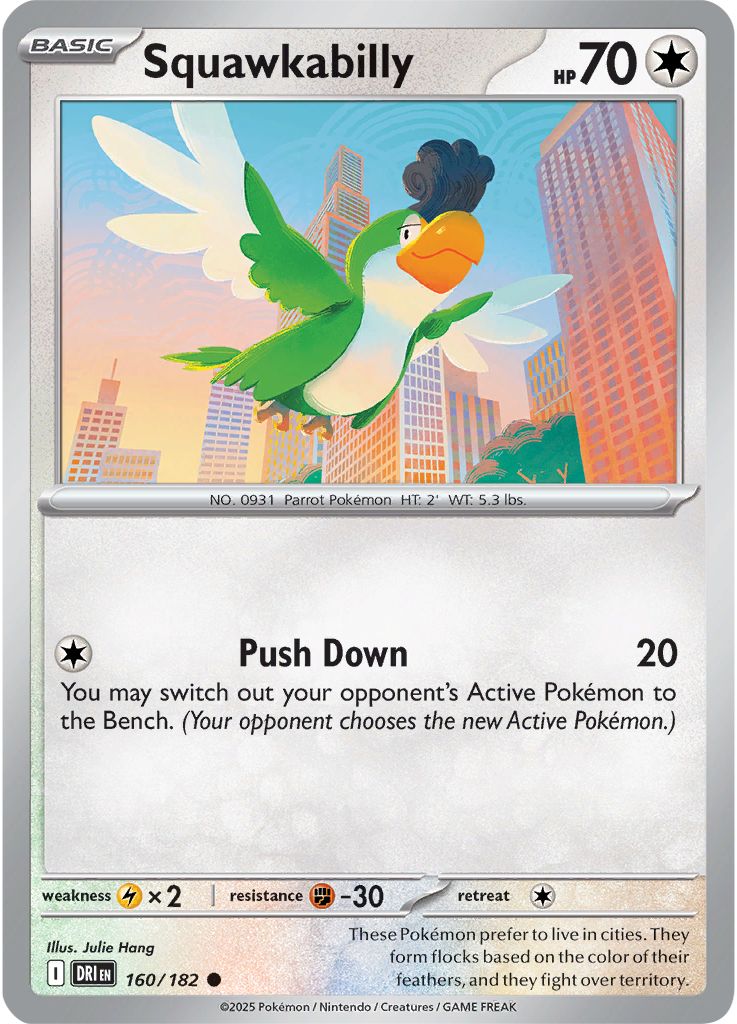 BASIC
Squawkabilly
HP 70
NO. 0931 Parrot Pokémon HT: 2' WT: 5.3 lbs.
Push Down 20
You may switch out your opponent's Active Pokémon to
the Bench. (Your opponent chooses the new Active Pokémon.)
weakness ×2 resistance -30 retreat
Illus. Julie Hang
These Pokémon prefer to live in cities. They
form flocks based on the color of their
feathers, and they fight over territory.
I DRI EN 160/182
©2025 Pokémon / Nintendo / Creatures / GAME FREAK